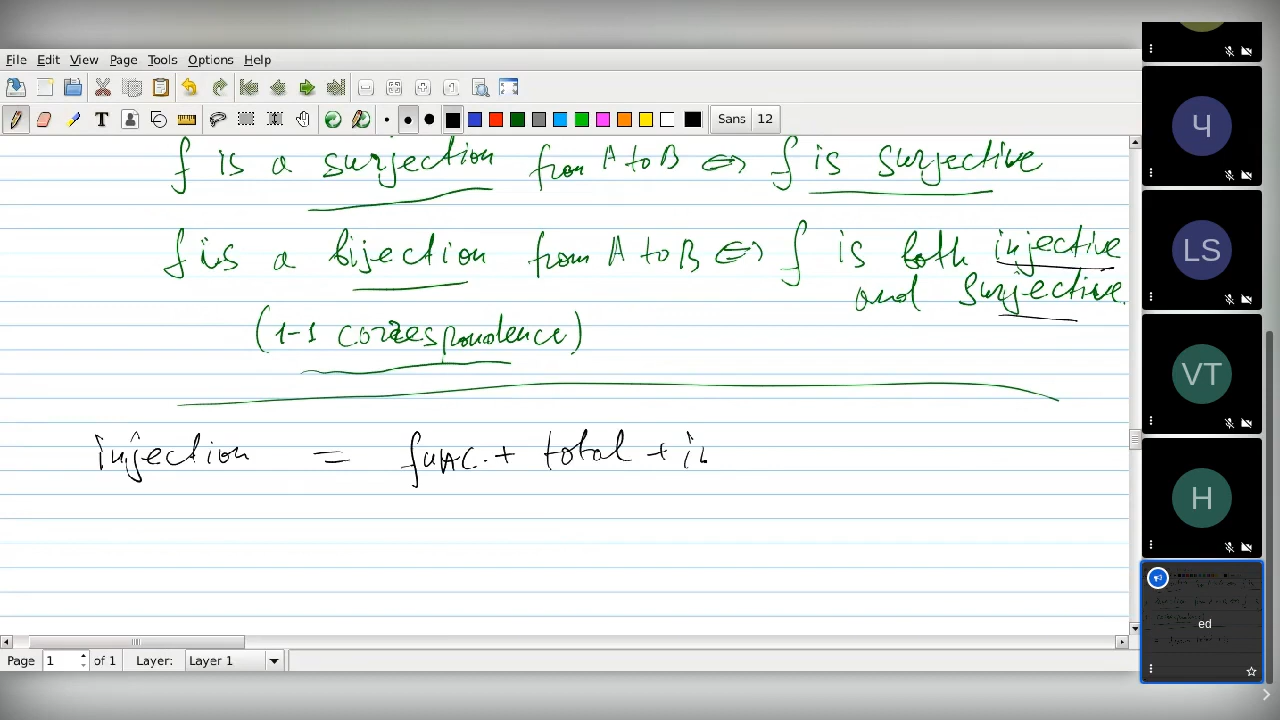 File Edit View Page Tools Options Help
Sans 12
f is a surjection from A to B ⇔ f is surjective
f is a bijection from A to B ⇔ f is both injective
and surjective.
(1-1 correspondence)
injection = func. + total + in
Page 1 of 1 Layer: Layer 1
Ч
LS
VT
H
ed